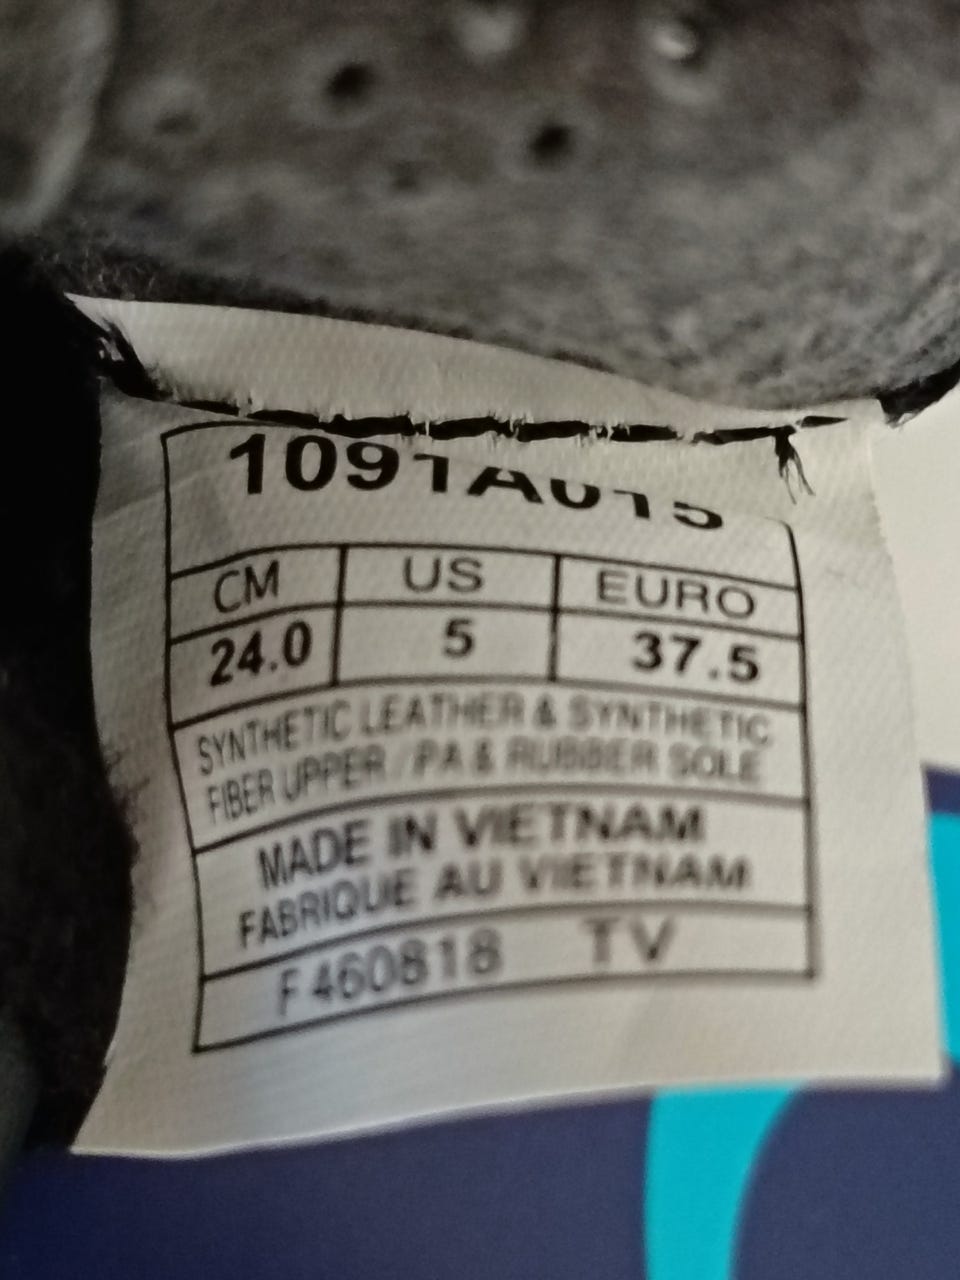 1091A015
CM US EURO
24.0 5 37.5
SYNTHETIC LEATHER & SYNTHETIC
FIBER UPPER / PA & RUBBER SOLE
MADE IN VIETNAM
FABRIQUE AU VIETNAM
F460818 TV